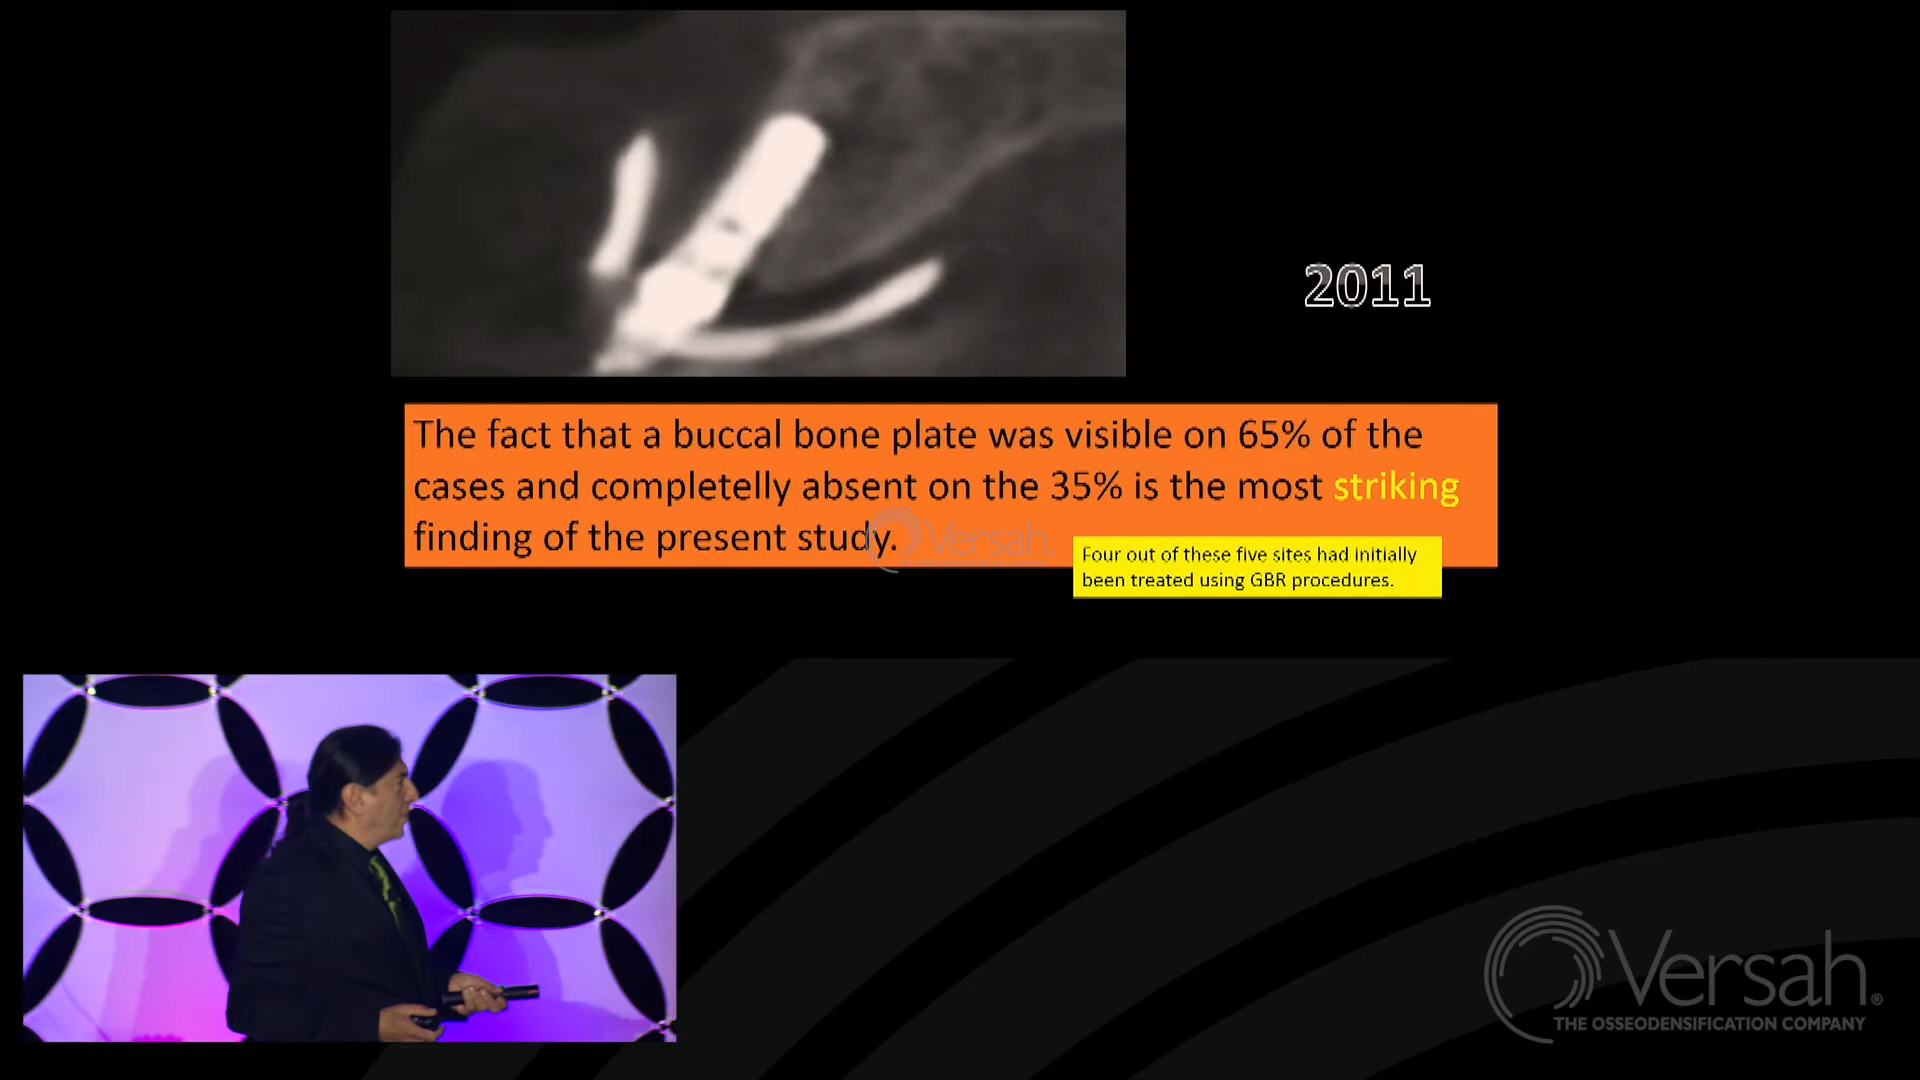 2011
The fact that a buccal bone plate was visible on 65% of the
cases and completelly absent on the 35% is the most striking
finding of the present study.
Versah.
Four out of these five sites had initially
been treated using GBR procedures.
Versah®
THE OSSEODENSIFICATION COMPANY